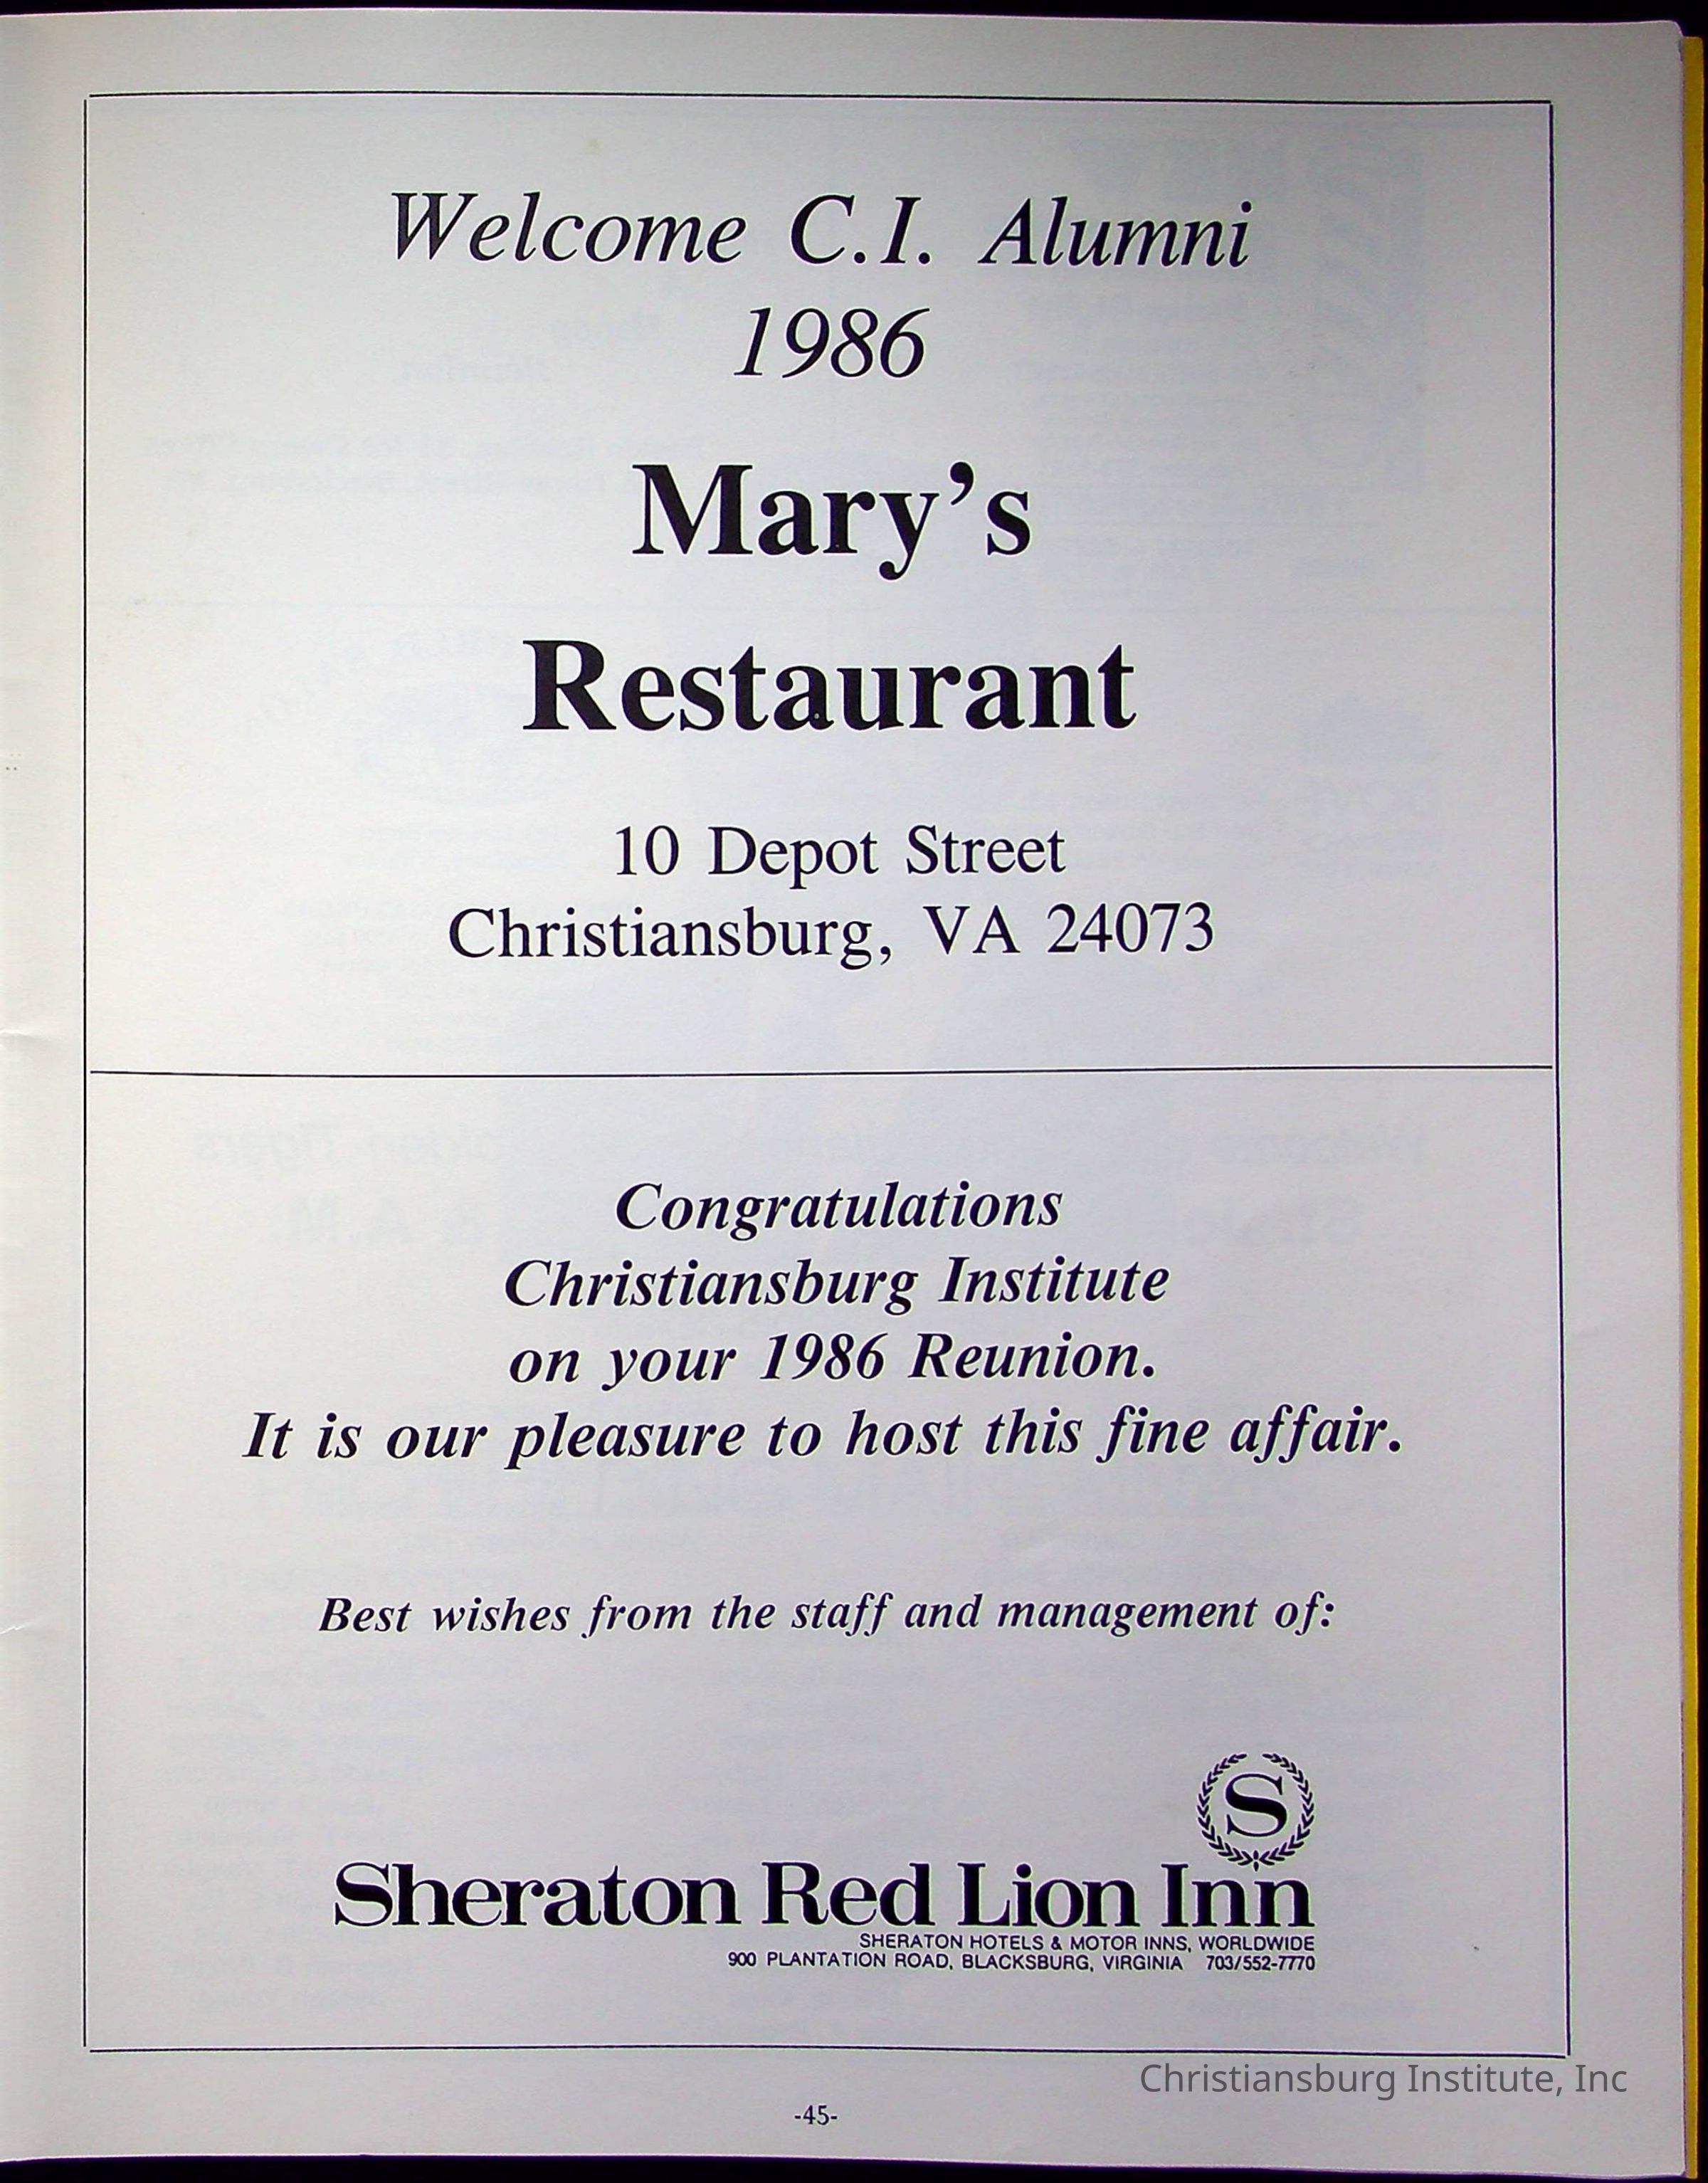 Welcome C.I. Alumni
1986
Mary’s
Restaurant
10 Depot Street
Christiansburg, VA 24073
Congratulations
Christiansburg Institute
on your 1986 Reunion.
It is our pleasure to host this fine affair.
Best wishes from the staff and management of:
S
Sheraton Red Lion Inn
SHERATON HOTELS & MOTOR INNS, WORLDWIDE
900 PLANTATION ROAD, BLACKSBURG, VIRGINIA 703/552-7770
Christiansburg Institute, Inc
-45-